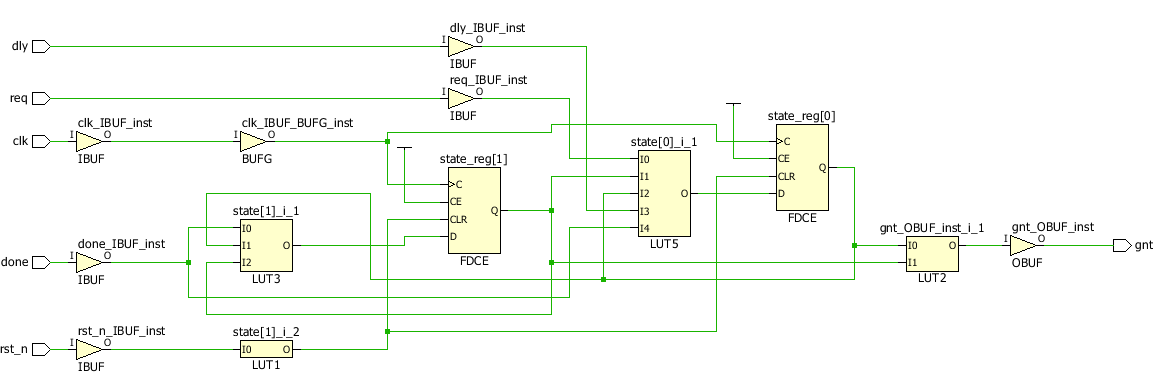 dly
dly_IBUF_inst
I
O
IBUF
req
req_IBUF_inst
I
O
IBUF
clk
clk_IBUF_inst
I
O
IBUF
clk_IBUF_BUFG_inst
I
O
BUFG
state_reg[1]
C
CE
CLR
D
Q
FDCE
state[0]_i_1
I0
I1
I2
I3
I4
O
LUT5
state_reg[0]
C
CE
CLR
D
Q
FDCE
done
done_IBUF_inst
I
O
IBUF
state[1]_i_1
I0
I1
I2
O
LUT3
gnt_OBUF_inst_i_1
I0
I1
O
LUT2
gnt_OBUF_inst
I
O
OBUF
gnt
rst_n
rst_n_IBUF_inst
I
O
IBUF
state[1]_i_2
I0
O
LUT1